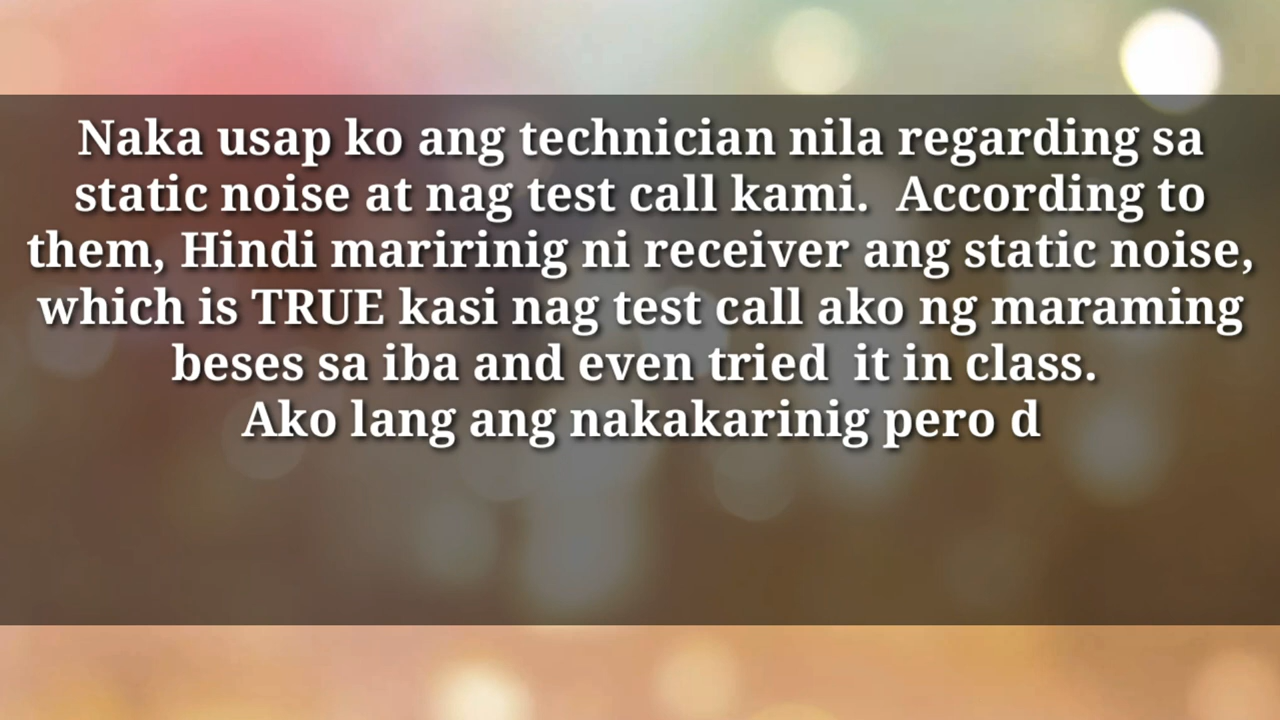 Naka usap ko ang technician nila regarding sa
static noise at nag test call kami.  According to
them, Hindi maririnig ni receiver ang static noise,
which is TRUE kasi nag test call ako ng maraming
beses sa iba and even tried  it in class.
Ako lang ang nakakarinig pero d